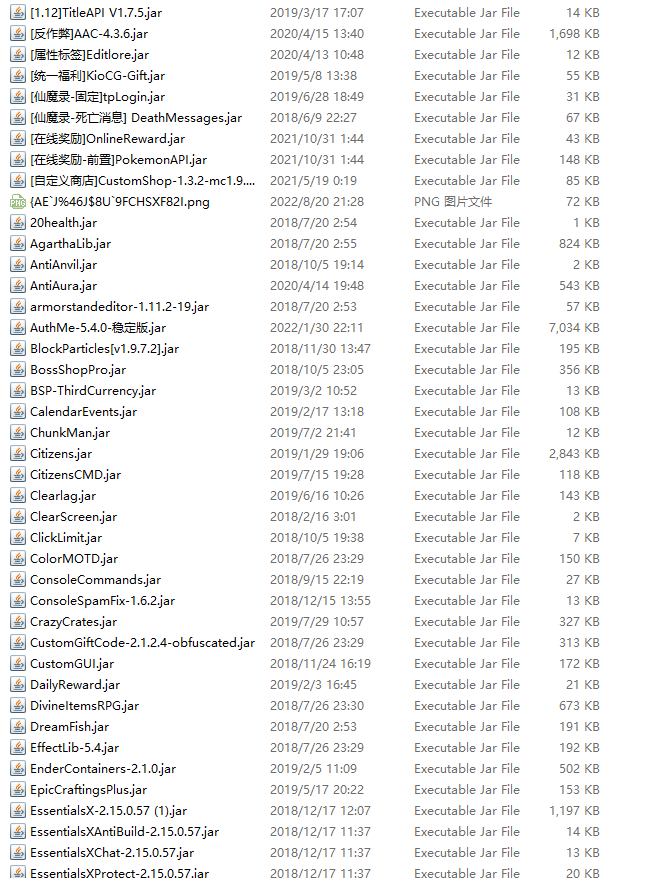 [1.12]TitleAPI V1.7.5.jar 2019/3/17 17:07 Executable Jar File 14 KB
[反作弊]AAC-4.3.6.jar 2020/4/15 13:40 Executable Jar File 1,698 KB
[属性标签]Editlore.jar 2020/4/13 10:48 Executable Jar File 12 KB
[统一福利]KioCG-Gift.jar 2019/5/8 13:38 Executable Jar File 55 KB
[仙魔录-固定]tpLogin.jar 2019/6/28 18:49 Executable Jar File 31 KB
[仙魔录-死亡消息] DeathMessages.jar 2018/6/9 22:27 Executable Jar File 67 KB
[在线奖励]OnlineReward.jar 2021/10/31 1:44 Executable Jar File 43 KB
[在线奖励-前置]PokemonAPI.jar 2021/10/31 1:44 Executable Jar File 148 KB
[自定义商店]CustomShop-1.3.2-mc1.9.... 2021/5/19 0:19 Executable Jar File 85 KB
{AE`J%46J$8U`9FCHSXF82I.png 2022/8/20 21:28 PNG 图片文件 72 KB
20health.jar 2018/7/20 2:54 Executable Jar File 1 KB
AgarthaLib.jar 2018/7/20 2:55 Executable Jar File 824 KB
AntiAnvil.jar 2018/10/5 19:14 Executable Jar File 2 KB
AntiAura.jar 2020/4/14 19:48 Executable Jar File 543 KB
armorstandeditor-1.11.2-19.jar 2018/7/20 2:53 Executable Jar File 57 KB
AuthMe-5.4.0-稳定版.jar 2022/1/30 22:11 Executable Jar File 7,034 KB
BlockParticles[v1.9.7.2].jar 2018/11/30 13:47 Executable Jar File 195 KB
BossShopPro.jar 2018/10/5 23:05 Executable Jar File 356 KB
BSP-ThirdCurrency.jar 2019/3/2 10:52 Executable Jar File 13 KB
CalendarEvents.jar 2019/2/17 13:18 Executable Jar File 108 KB
ChunkMan.jar 2019/7/2 21:41 Executable Jar File 12 KB
Citizens.jar 2019/1/29 19:06 Executable Jar File 2,843 KB
CitizensCMD.jar 2019/7/15 19:28 Executable Jar File 118 KB
Clearlag.jar 2019/6/16 10:26 Executable Jar File 143 KB
ClearScreen.jar 2018/2/16 3:01 Executable Jar File 2 KB
ClickLimit.jar 2018/10/5 19:38 Executable Jar File 7 KB
ColorMOTD.jar 2018/7/26 23:29 Executable Jar File 150 KB
ConsoleCommands.jar 2018/9/15 22:19 Executable Jar File 27 KB
ConsoleSpamFix-1.6.2.jar 2018/12/15 13:55 Executable Jar File 13 KB
CrazyCrates.jar 2019/7/29 10:57 Executable Jar File 327 KB
CustomGiftCode-2.1.2.4-obfuscated.jar 2018/7/26 23:29 Executable Jar File 313 KB
CustomGUI.jar 2018/11/24 16:19 Executable Jar File 172 KB
DailyReward.jar 2019/2/3 16:45 Executable Jar File 21 KB
DivineItemsRPG.jar 2018/7/26 23:30 Executable Jar File 673 KB
DreamFish.jar 2018/7/20 2:53 Executable Jar File 191 KB
EffectLib-5.4.jar 2018/7/26 23:29 Executable Jar File 192 KB
EnderContainers-2.1.0.jar 2019/2/5 11:09 Executable Jar File 502 KB
EpicCraftingsPlus.jar 2019/5/17 20:22 Executable Jar File 153 KB
EssentialsX-2.15.0.57 (1).jar 2018/12/17 12:07 Executable Jar File 1,197 KB
EssentialsXAntiBuild-2.15.0.57.jar 2018/12/17 11:37 Executable Jar File 14 KB
EssentialsXChat-2.15.0.57.jar 2018/12/17 11:37 Executable Jar File 13 KB
EssentialsXProtect-2.15.0.57.jar 2018/12/17 11:37 Executable Jar File 20 KB